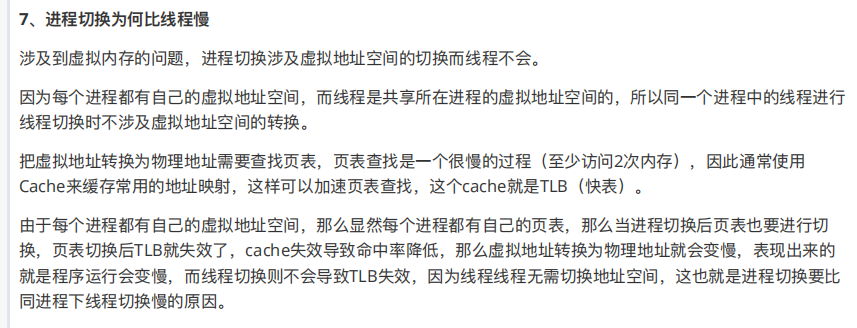 7、进程切换为何比线程慢
涉及到虚拟内存的问题，进程切换涉及虚拟地址空间的切换而线程不会。
因为每个进程都有自己的虚拟地址空间，而线程是共享所在进程的虚拟地址空间的，所以同一个进程中的线程进行
线程切换时不涉及虚拟地址空间的转换。
把虚拟地址转换为物理地址需要查找页表，页表查找是一个很慢的过程（至少访问2次内存），因此通常使用
Cache来缓存常用的地址映射，这样可以加速页表查找，这个cache就是TLB（快表）。
由于每个进程都有自己的虚拟地址空间，那么显然每个进程都有自己的页表，那么当进程切换后页表也要进行切
换，页表切换后TLB就失效了，cache失效导致命中率降低，那么虚拟地址转换为物理地址就会变慢，表现出来的
就是程序运行会变慢，而线程切换则不会导致TLB失效，因为线程线程无需切换地址空间，这也就是进程切换要比
同进程下线程切换慢的原因。